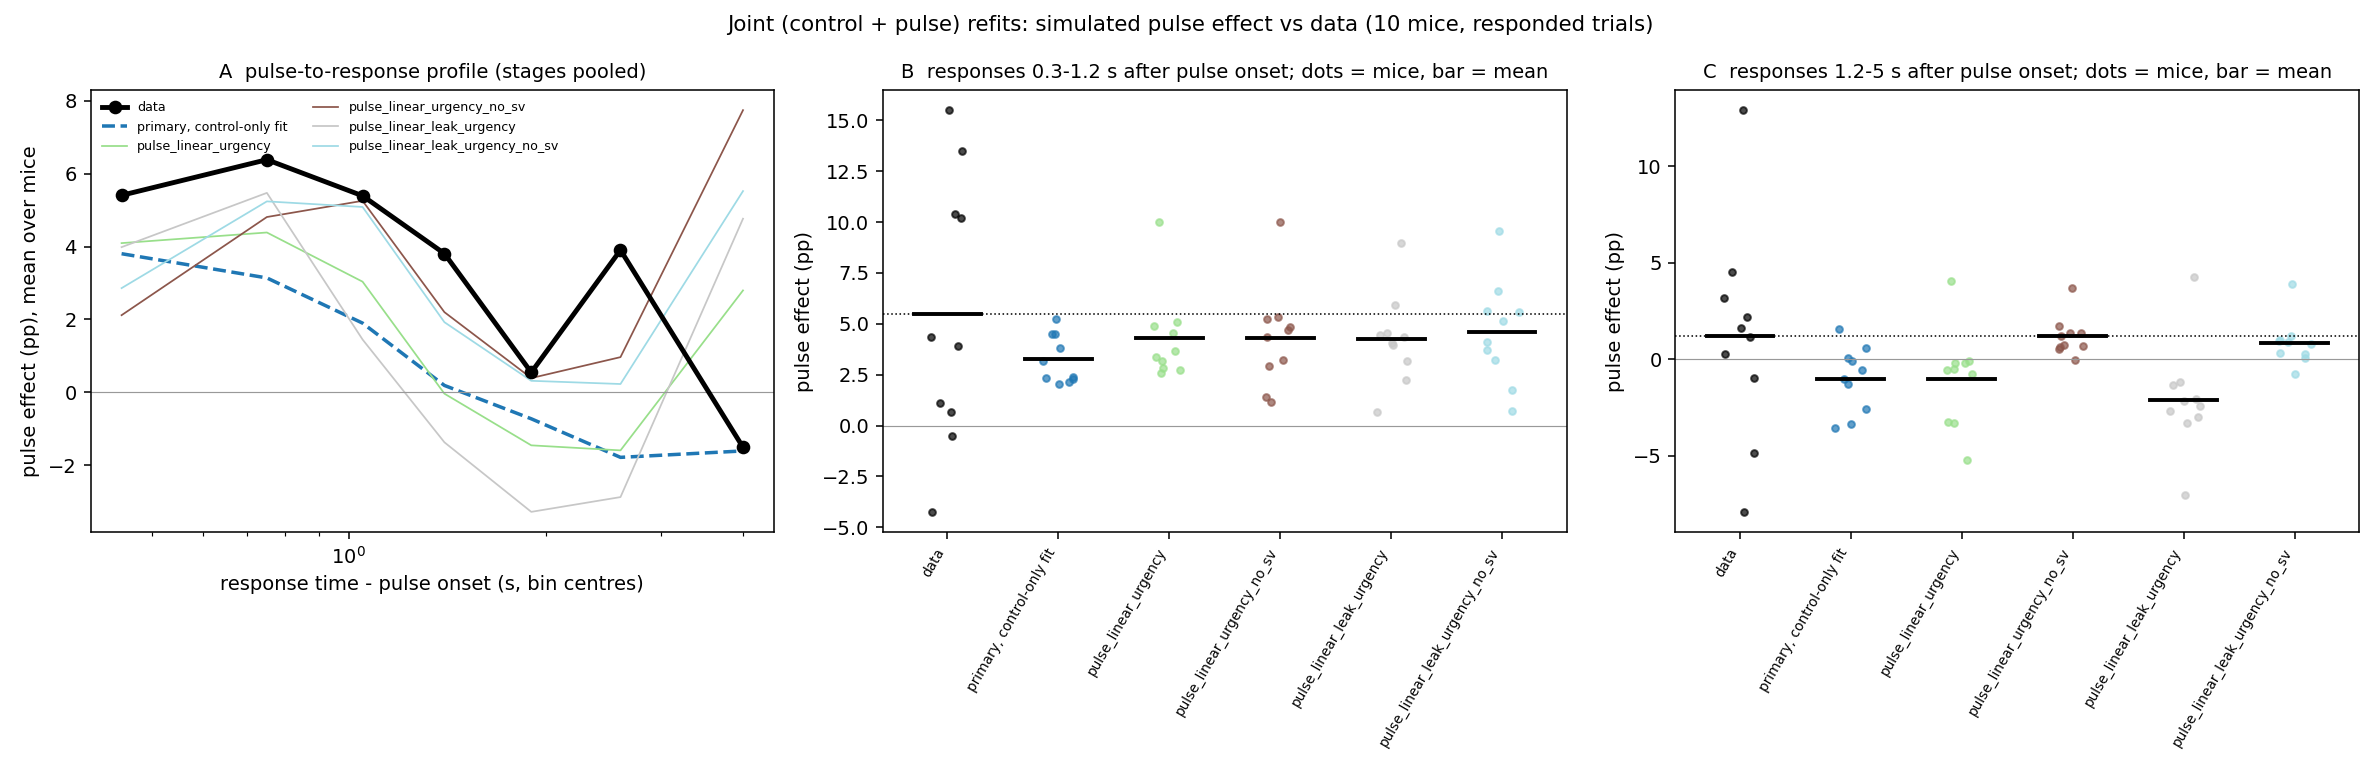 Joint (control + pulse) refits: simulated pulse effect vs data (10 mice, responded trials)
A  pulse-to-response profile (stages pooled)
data
primary, control-only fit
pulse_linear_urgency
pulse_linear_urgency_no_sv
pulse_linear_leak_urgency
pulse_linear_leak_urgency_no_sv
pulse effect (pp), mean over mice
8
6
4
2
0
−2
10⁰
response time - pulse onset (s, bin centres)
B  responses 0.3-1.2 s after pulse onset; dots = mice, bar = mean
pulse effect (pp)
15.0
12.5
10.0
7.5
5.0
2.5
0.0
−2.5
−5.0
data
primary, control-only fit
pulse_linear_urgency
pulse_linear_urgency_no_sv
pulse_linear_leak_urgency
pulse_linear_leak_urgency_no_sv
C  responses 1.2-5 s after pulse onset; dots = mice, bar = mean
pulse effect (pp)
10
5
0
−5
data
primary, control-only fit
pulse_linear_urgency
pulse_linear_urgency_no_sv
pulse_linear_leak_urgency
pulse_linear_leak_urgency_no_sv